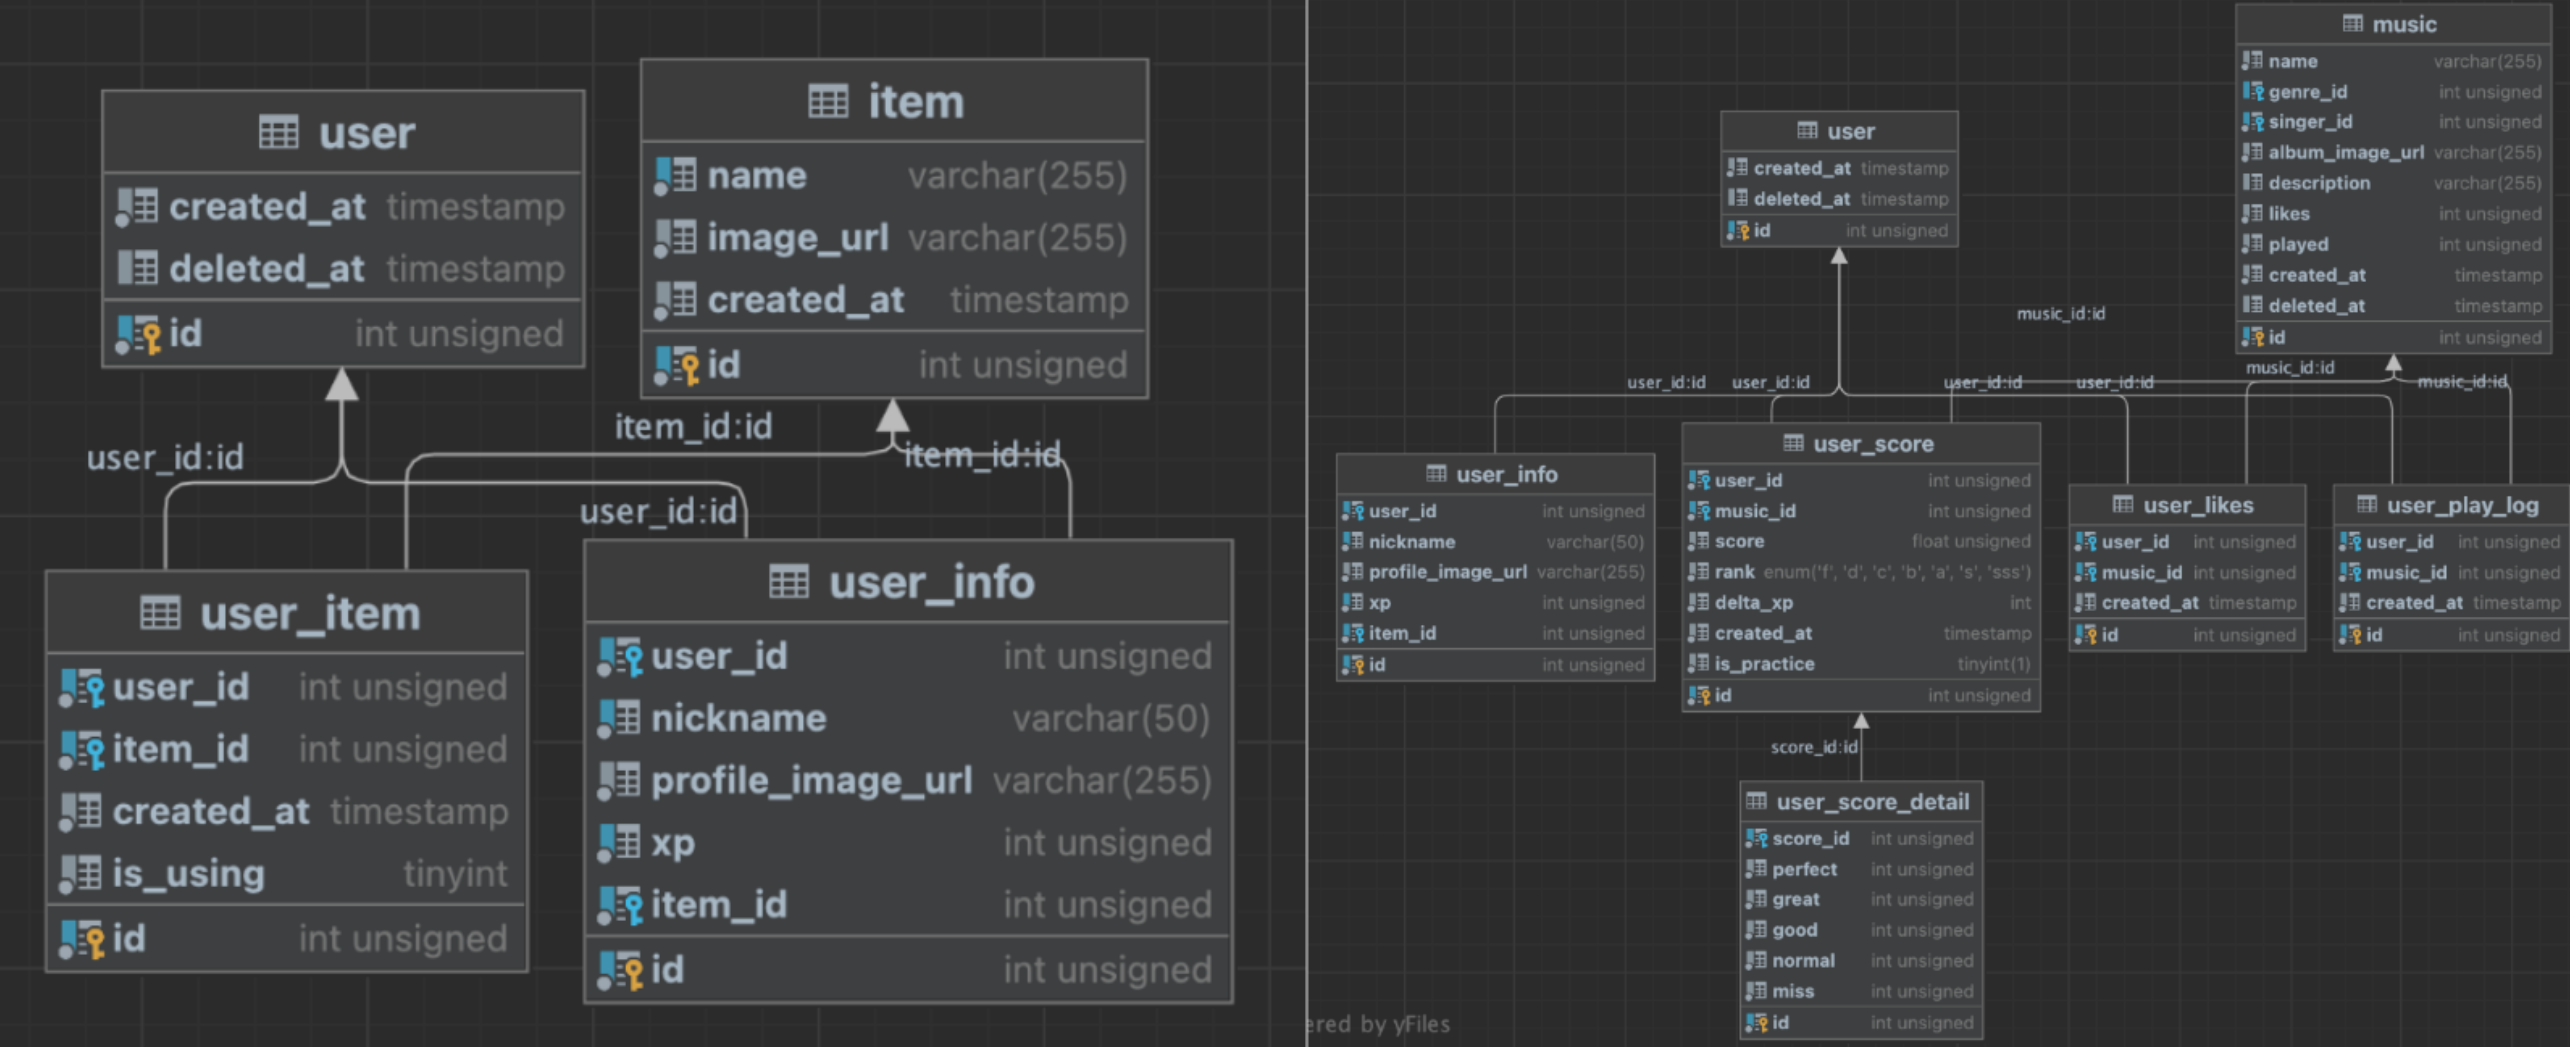 user
created_at timestamp
deleted_at timestamp
id int unsigned
item
name varchar(255)
image_url varchar(255)
created_at timestamp
id int unsigned
user_id:id
item_id:id
item_id:id
user_id:id
user_item
user_id int unsigned
item_id int unsigned
created_at timestamp
is_using tinyint
id int unsigned
user_info
user_id int unsigned
nickname varchar(50)
profile_image_url varchar(255)
xp int unsigned
item_id int unsigned
id int unsigned
music
name varchar(255)
genre_id int unsigned
singer_id int unsigned
album_image_url varchar(255)
description varchar(255)
likes int unsigned
played int unsigned
created_at timestamp
deleted_at timestamp
id int unsigned
user
created_at timestamp
deleted_at timestamp
id int unsigned
music_id:id
music_id:id
user_id:id user_id:id user_id:id user_id:id music_id:id
user_info
user_id int unsigned
nickname varchar(50)
profile_image_url varchar(255)
xp int unsigned
item_id int unsigned
id int unsigned
user_score
user_id int unsigned
music_id int unsigned
score float unsigned
rank enum('f', 'd', 'c', 'b', 'a', 's', 'sss')
delta_xp int
created_at timestamp
is_practice tinyint(1)
id int unsigned
user_likes
user_id int unsigned
music_id int unsigned
created_at timestamp
id int unsigned
user_play_log
user_id int unsigned
music_id int unsigned
created_at timestamp
id int unsigned
score_id:id
user_score_detail
score_id int unsigned
perfect int unsigned
great int unsigned
good int unsigned
normal int unsigned
miss int unsigned
id int unsigned
ered by yFiles